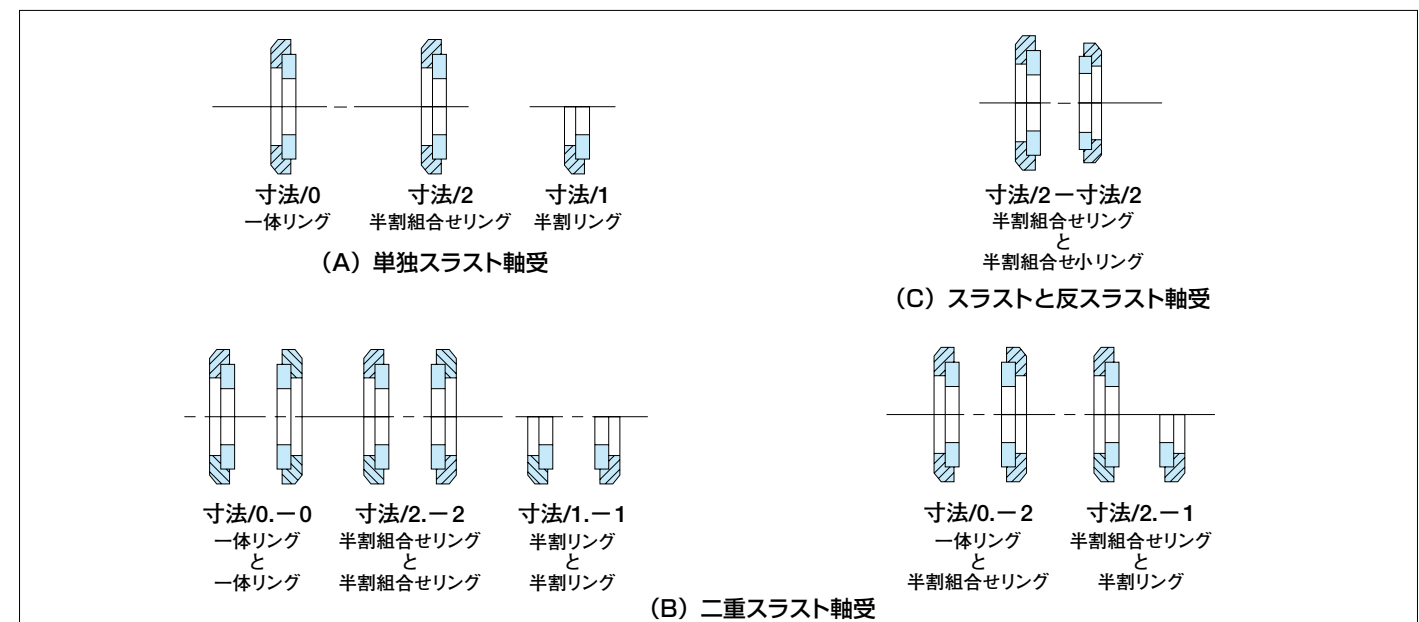 寸法/0
一体リング
寸法/2
半割組合せリング
寸法/1
半割リング
(A) 単独スラスト軸受
寸法/2－寸法/2
半割組合せリング
と
半割組合せ小リング
(C) スラストと反スラスト軸受
寸法/0.－0
一体リング
と
一体リング
寸法/2.－2
半割組合せリング
と
半割組合せリング
寸法/1.－1
半割リング
と
半割リング
寸法/0.－2
一体リング
と
半割組合せリング
寸法/2.－1
半割組合せリング
と
半割リング
(B) 二重スラスト軸受